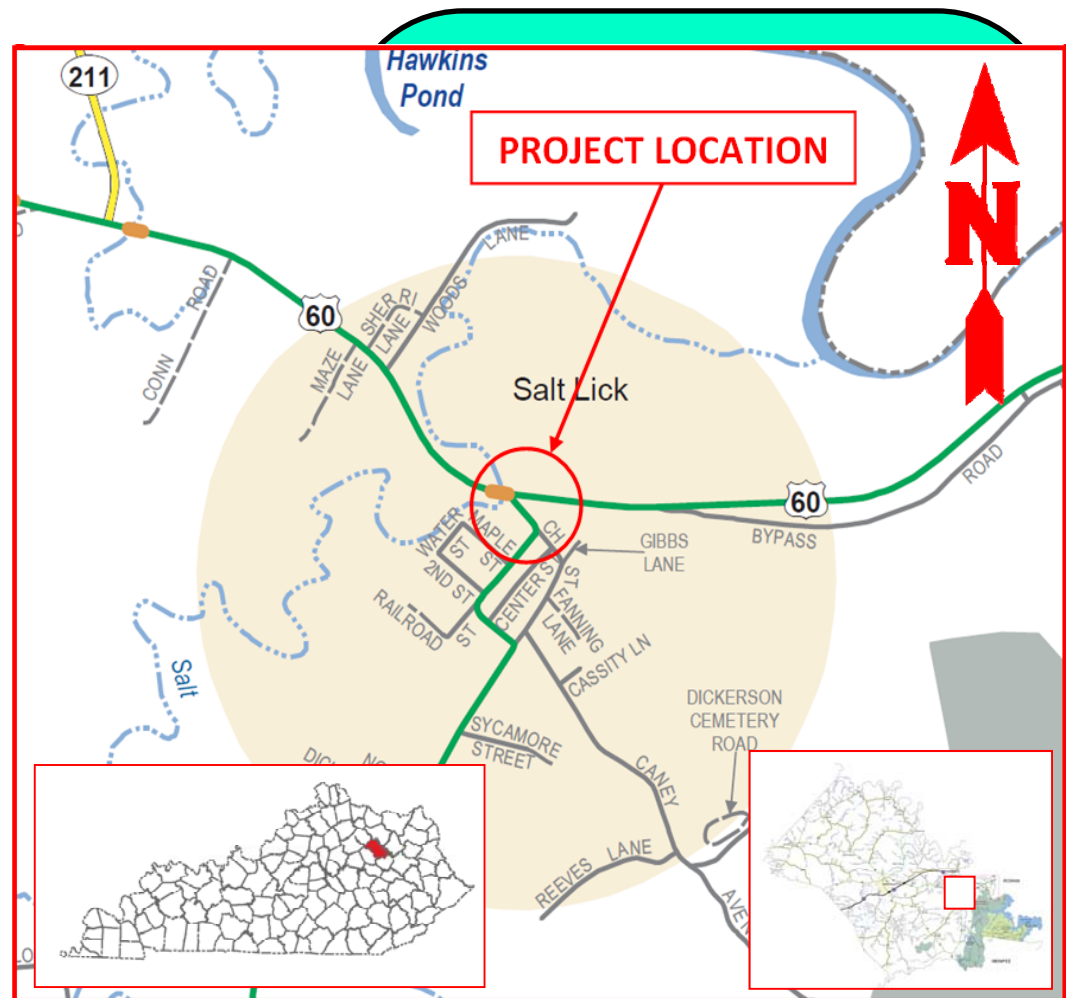 Hawkins
Pond
211
PROJECT LOCATION
N
LANE
WOODS
ROAD
CONN
60
SHER
RI
LANE
MAZE
LANE
Salt Lick
60
ROAD
BYPASS
WATER
ST
MAPLE
ST
CH
ST
GIBBS
LANE
2ND ST
CENTER ST
RAILROAD
ST
FANNING
LANE
CASSITY LN
Salt
DICKERSON
CEMETERY
ROAD
SYCAMORE
STREET
CANEY
REEVES LANE
AVEN